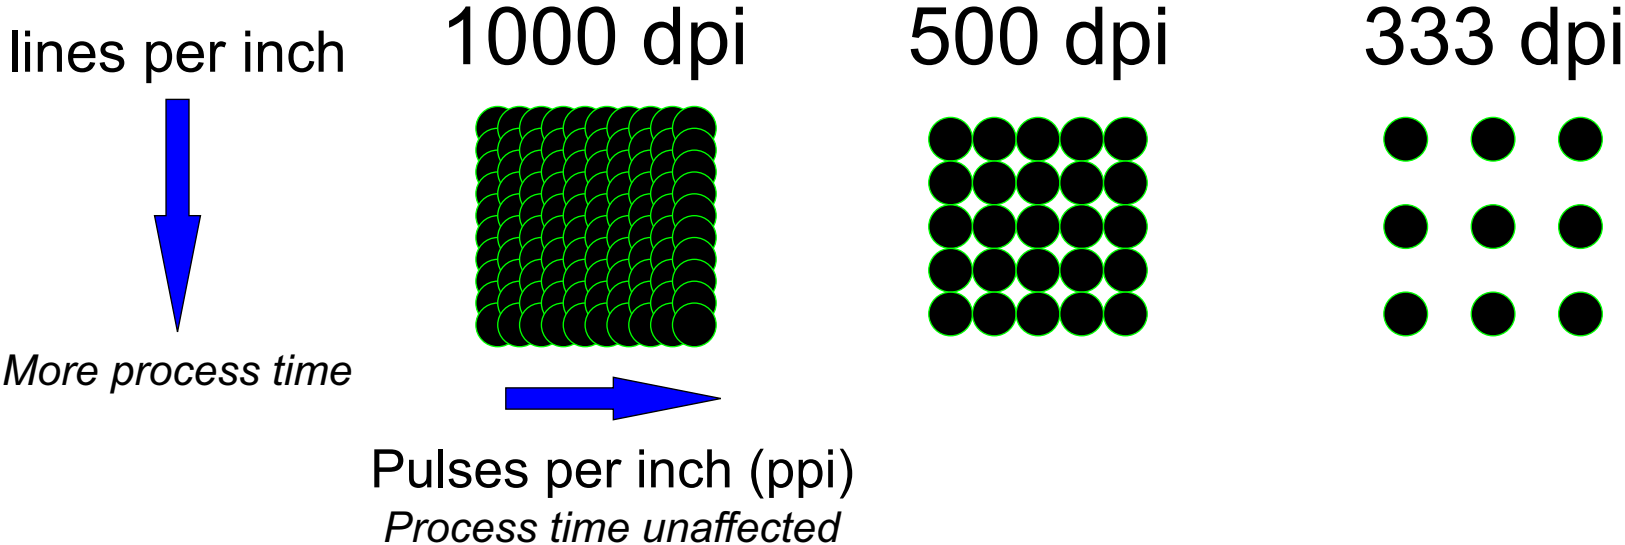 lines per inch
1000 dpi
500 dpi
333 dpi
More process time
Pulses per inch (ppi)
Process time unaffected